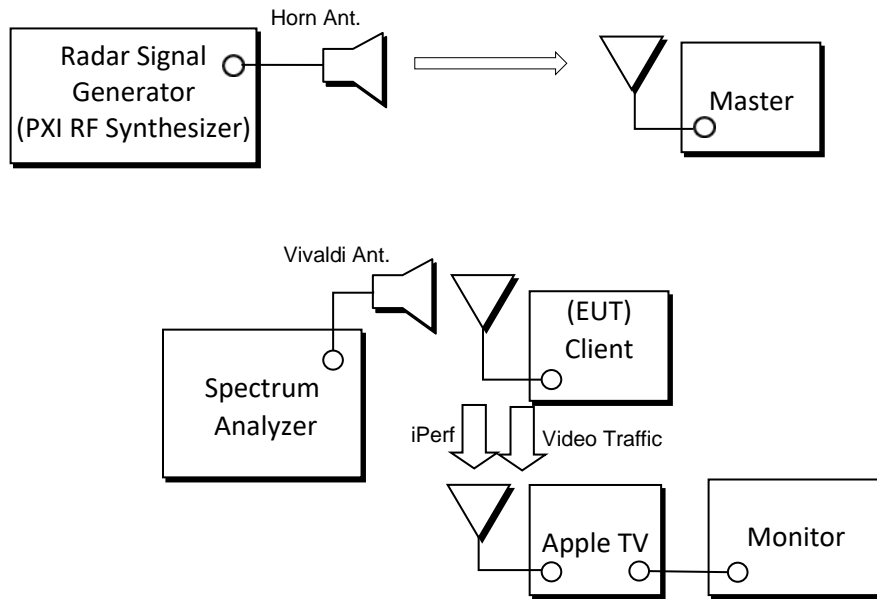 Horn Ant.
Radar Signal
Generator
(PXI RF Synthesizer)
Master
Vivaldi Ant.
(EUT)
Client
Spectrum
Analyzer
iPerf
Video Traffic
Apple TV
Monitor